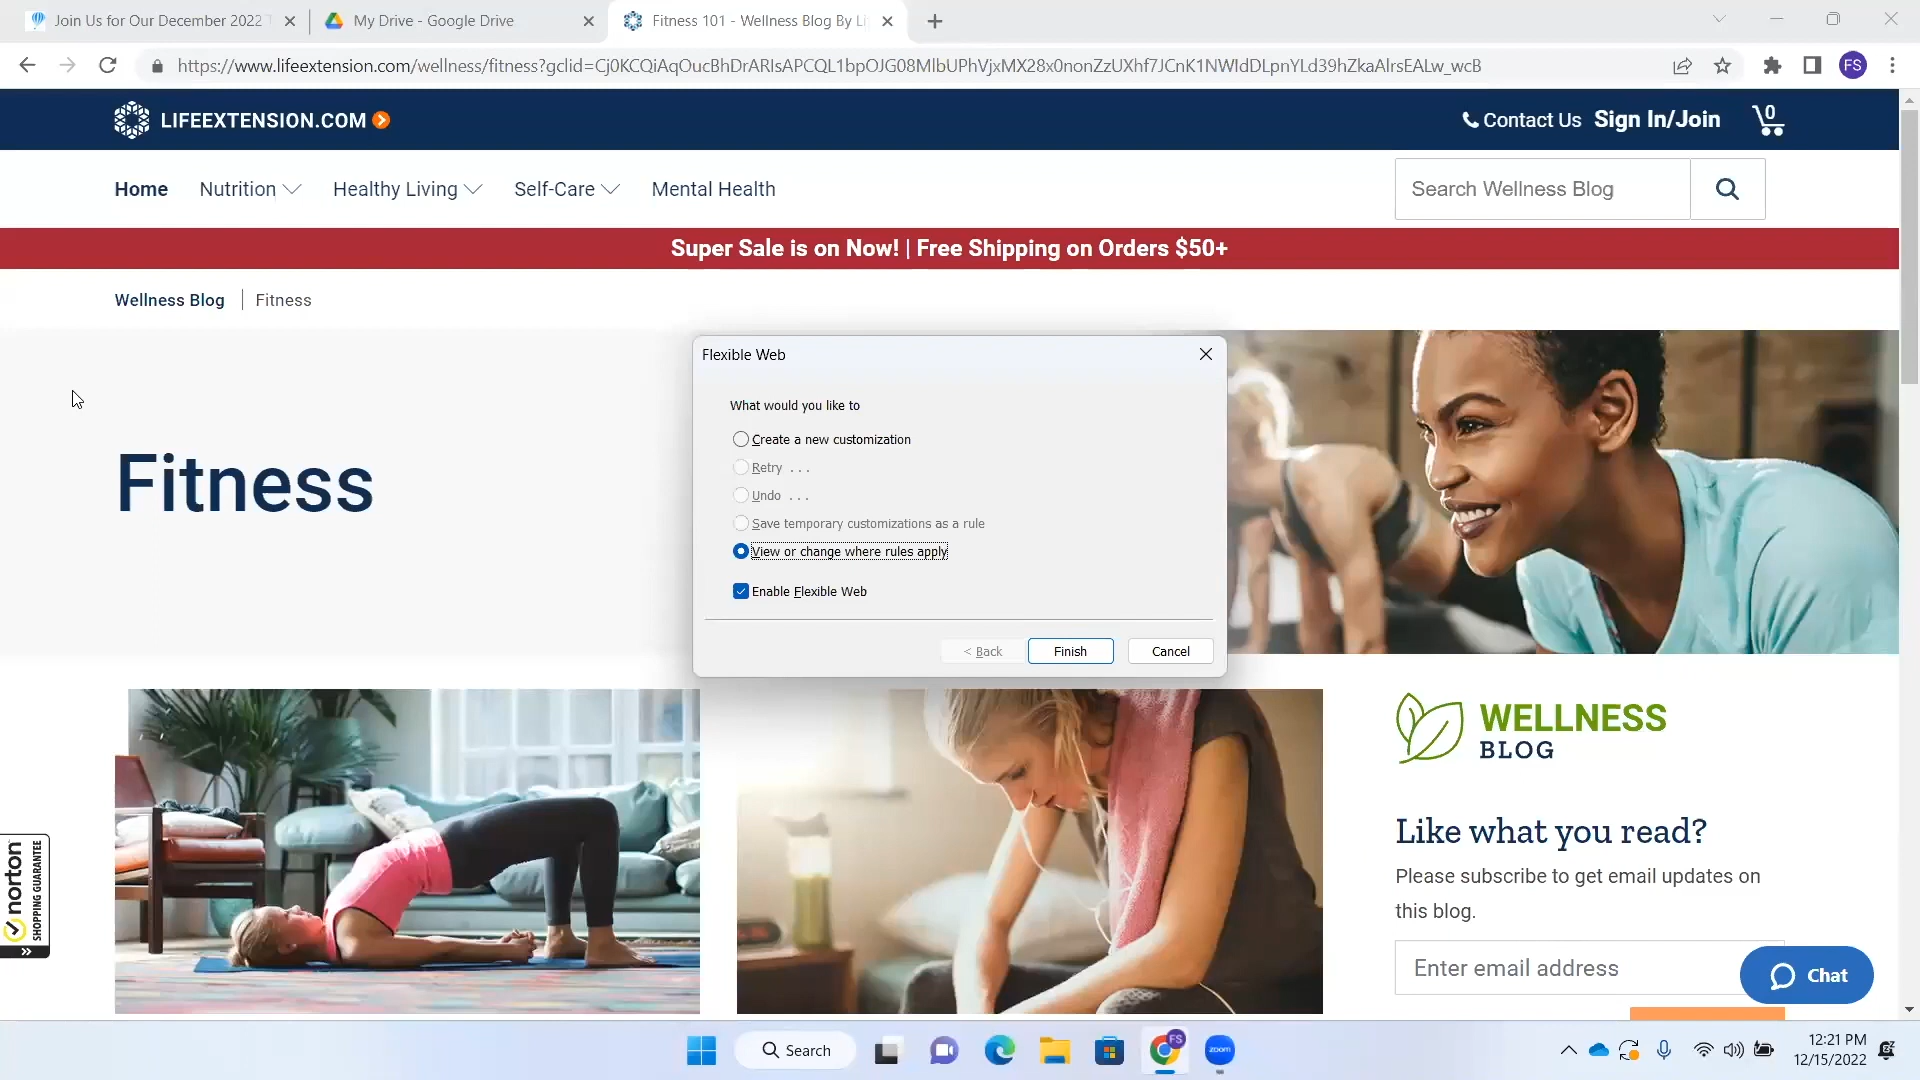 Join Us for Our December 2022 T
My Drive - Google Drive
Fitness 101 - Wellness Blog By Li
https://www.lifeextension.com/wellness/fitness?gclid=Cj0KCQiAqOucBhDrARIsAPCQL1bpOJG08MlbUPhVjxMX28x0nonZzUXhf7JCnK1NWIdDLpnYLd39hZkaAlrsEALw_wcB
FS
LIFEEXTENSION.COM
Contact Us
Sign In/Join
0
Home
Nutrition
Healthy Living
Self-Care
Mental Health
Search Wellness Blog
Super Sale is on Now! | Free Shipping on Orders $50+
Wellness Blog
Fitness
Fitness
Flexible Web
What would you like to
Create a new customization
Retry ...
Undo ...
Save temporary customizations as a rule
View or change where rules apply
Enable Flexible Web
< Back
Finish
Cancel
WELLNESS
BLOG
Like what you read?
Please subscribe to get email updates on
this blog.
Enter email address
Chat
norton
SHOPPING GUARANTEE
Search
FS
zoom
12:21 PM
12/15/2022